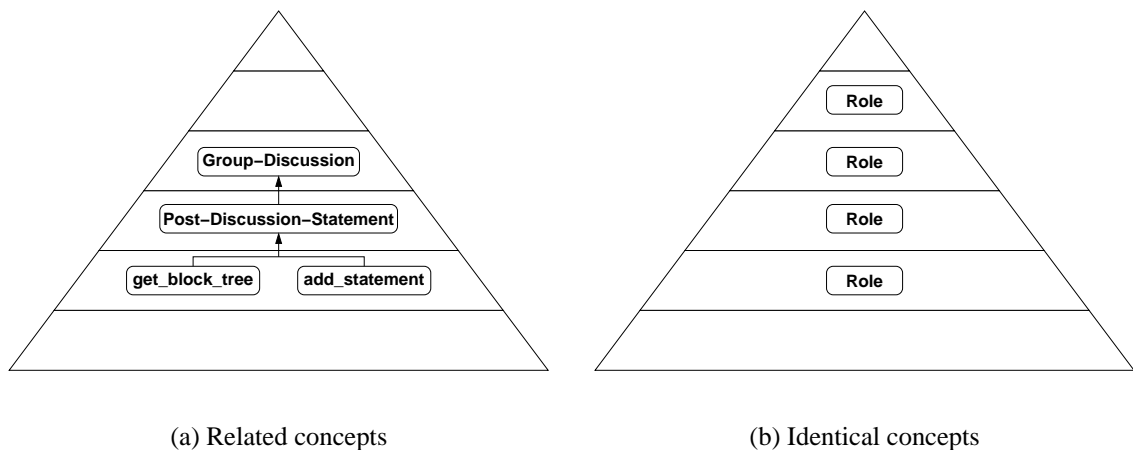 Role
Group–Discussion
Role
Post–Discussion–Statement
Role
get_block_tree
add_statement
Role
(a) Related concepts
(b) Identical concepts